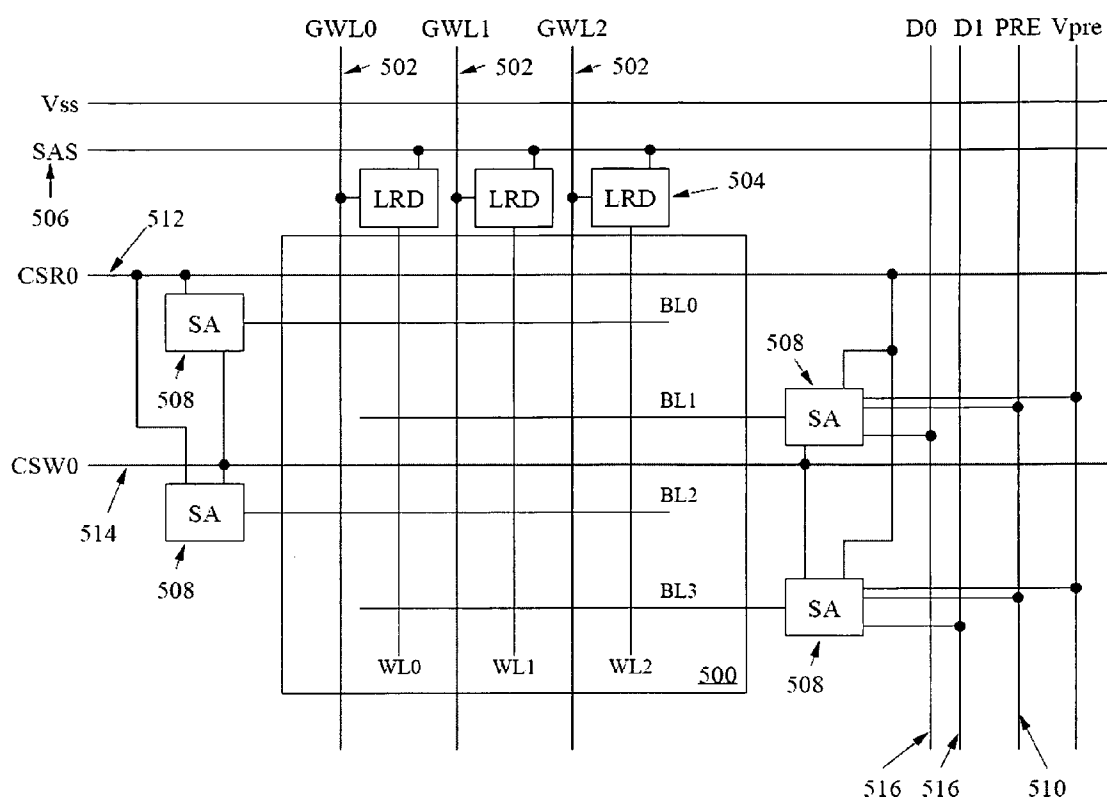 GWL0 GWL1 GWL2 D0 D1 PRE Vpre
502 502 502
Vss
SAS
LRD LRD LRD 504
506
512
CSR0
SA BL0
508 508
BL1 SA
CSW0
SA BL2
514
508
BL3 SA
WL0 WL1 WL2 500 508
516 516 510